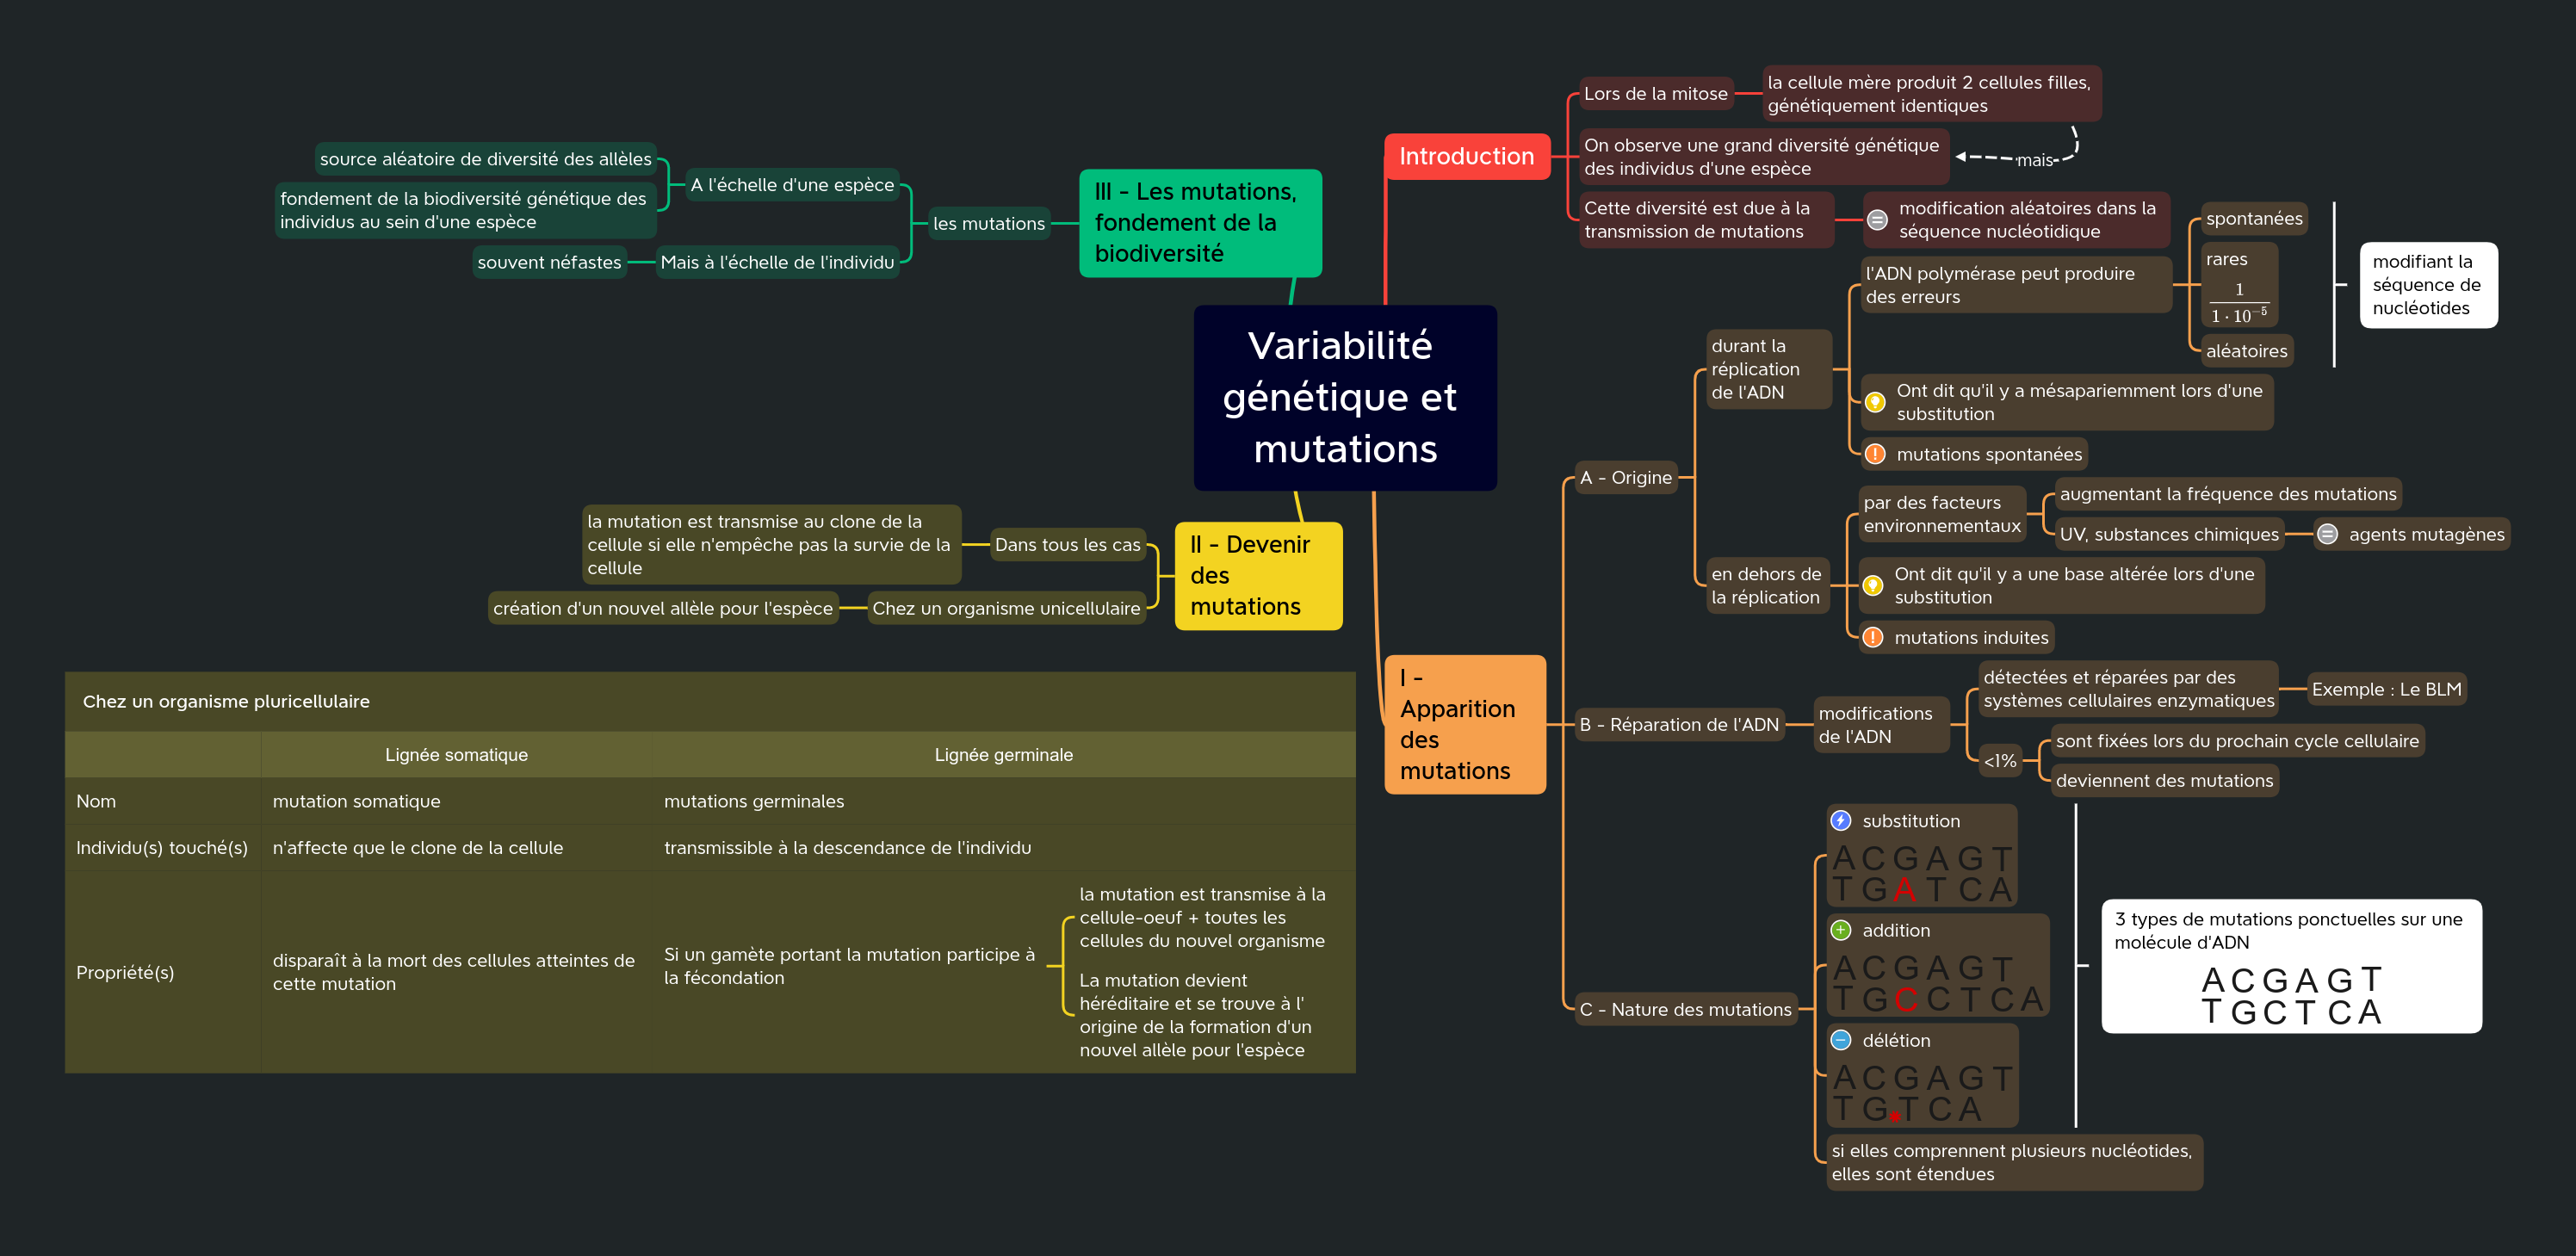 Variabilité
génétique et
mutations
Introduction
Lors de la mitose
la cellule mère produit 2 cellules filles,
génétiquement identiques
mais
On observe une grand diversité génétique
des individus d'une espèce
Cette diversité est due à la
transmission de mutations
modification aléatoires dans la
séquence nucléotidique
I -
Apparition
des
mutations
A - Origine
durant la
réplication
de l'ADN
l'ADN polymérase peut produire
des erreurs
spontanées
rares
1
1 · 10⁻⁵
aléatoires
modifiant la
séquence de
nucléotides
Ont dit qu'il y a mésapariemment lors d'une
substitution
mutations spontanées
en dehors de
la réplication
par des facteurs
environnementaux
augmentant la fréquence des mutations
UV, substances chimiques
agents mutagènes
Ont dit qu'il y a une base altérée lors d'une
substitution
mutations induites
B - Réparation de l'ADN
modifications
de l'ADN
détectées et réparées par des
systèmes cellulaires enzymatiques
Exemple : Le BLM
<1%
sont fixées lors du prochain cycle cellulaire
deviennent des mutations
C - Nature des mutations
substitution
A C G A G T
T G A T C A
addition
A C G A G T
T G C C T C A
délétion
A C G A G T
T G * T C A
si elles comprennent plusieurs nucléotides,
elles sont étendues
3 types de mutations ponctuelles sur une
molécule d'ADN
A C G A G T
T G C T C A
II - Devenir
des
mutations
Dans tous les cas
la mutation est transmise au clone de la
cellule si elle n'empêche pas la survie de la
cellule
Chez un organisme unicellulaire
création d'un nouvel allèle pour l'espèce
Chez un organisme pluricellulaire
Lignée somatique Lignée germinale
Nom mutation somatique mutations germinales
Individu(s) touché(s) n'affecte que le clone de la cellule transmissible à la descendance de l'individu
Propriété(s)
disparaît à la mort des cellules atteintes de
cette mutation
Si un gamète portant la mutation participe à
la fécondation
la mutation est transmise à la
cellule-oeuf + toutes les
cellules du nouvel organisme
La mutation devient
héréditaire et se trouve à l'
origine de la formation d'un
nouvel allèle pour l'espèce
III - Les mutations,
fondement de la
biodiversité
les mutations
A l'échelle d'une espèce
source aléatoire de diversité des allèles
fondement de la biodiversité génétique des
individus au sein d'une espèce
Mais à l'échelle de l'individu
souvent néfastes